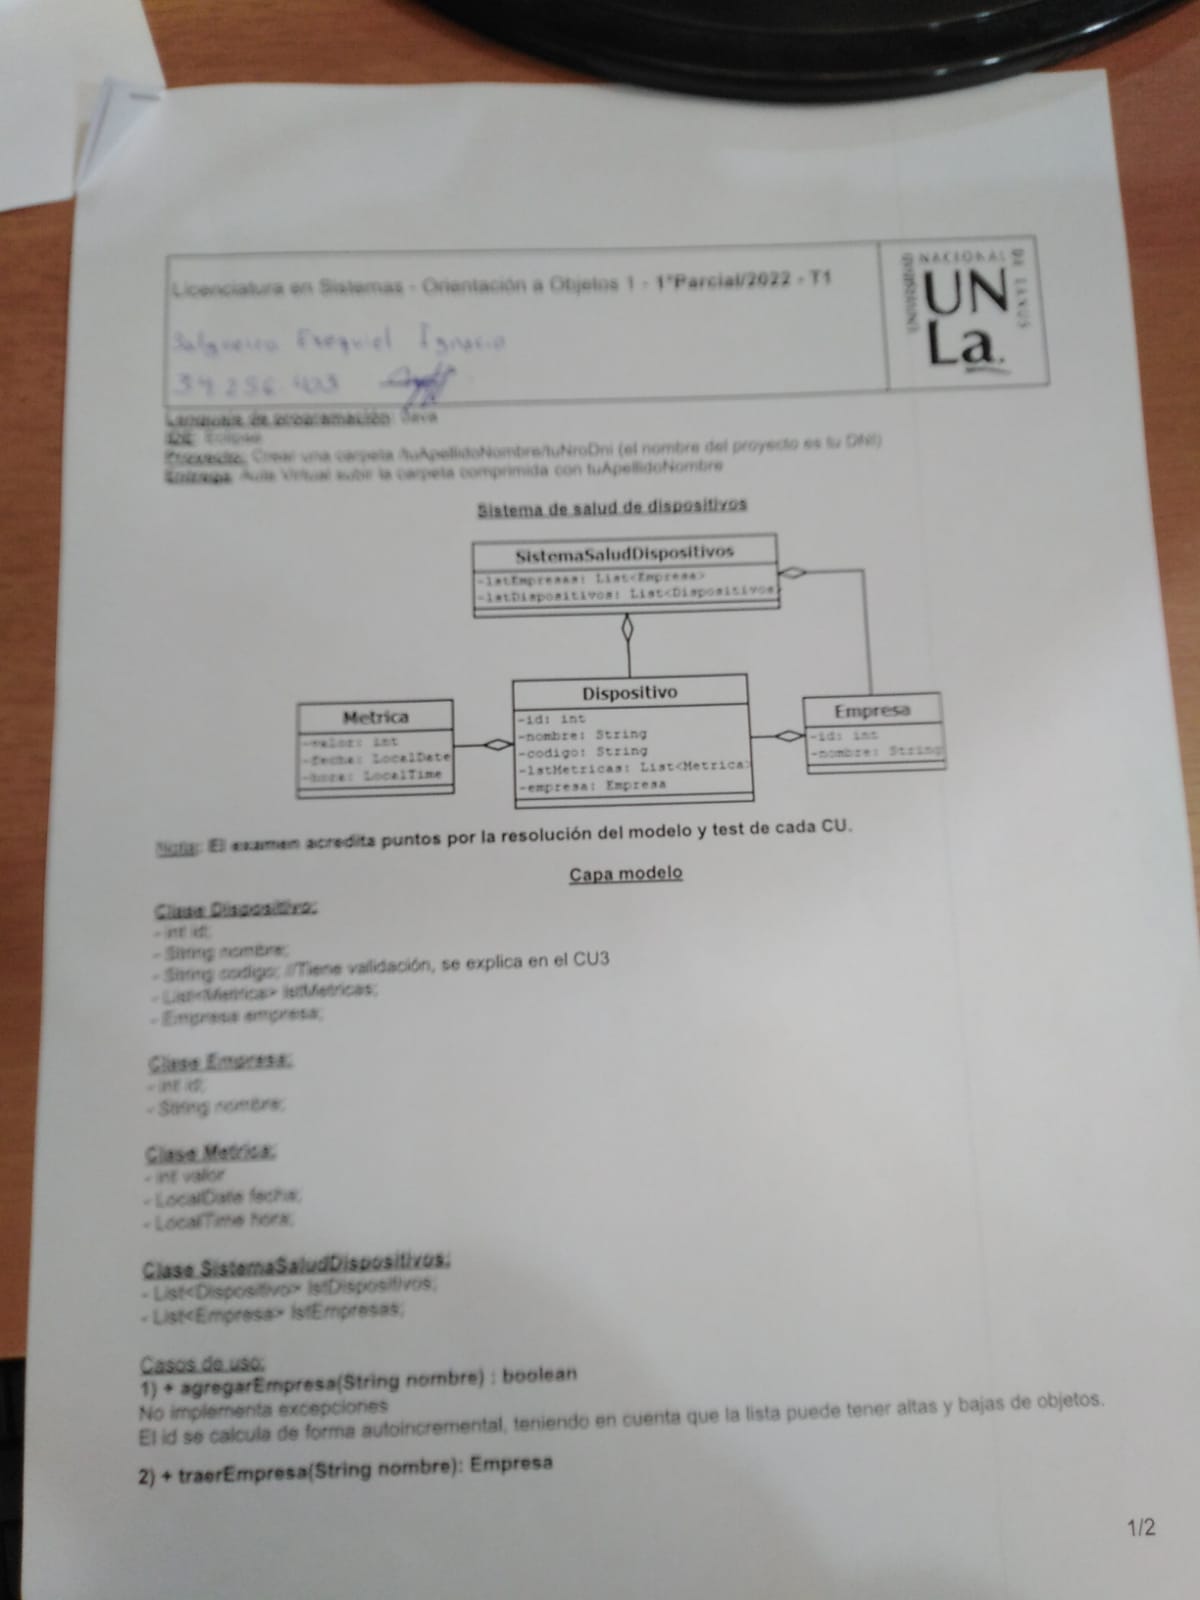 Licenciatura en Sistemas - Orientación a Objetos 1 - 1°Parcial/2022 - T1
NACIONAL
UNIVERSIDAD
DE LANUS
UN
La.
Ezequiel Ignacio
Lenguaje de programación: Java
IDE: Eclipse
Proyecto: Crear una carpeta /tuApellidoNombre/tuNroDni (el nombre del proyecto es tu DNI)
Entrega: Aula Virtual subir la carpeta comprimida con tuApellidoNombre
Sistema de salud de dispositivos
SistemaSaludDispositivos
-lstEmpresas: List<Empresa>
-lstDispositivos: List<Dispositivos>
Metrica
-valor: int
-fecha: LocalDate
-hora: LocalTime
Dispositivo
-id: int
-nombre: String
-codigo: String
-lstMetricas: List<Metrica>
-empresa: Empresa
Empresa
-id: int
-nombre: String
Nota: El examen acredita puntos por la resolución del modelo y test de cada CU.
Capa modelo
Clase Dispositivo:
- int id;
- String nombre;
- String codigo; //Tiene validación, se explica en el CU3
- List<Metrica> lstMetricas;
- Empresa empresa;
Clase Empresa:
- int id;
- String nombre;
Clase Metrica:
- int valor
- LocalDate fecha;
- LocalTime hora;
Clase SistemaSaludDispositivos:
- List<Dispositivo> lstDispositivos;
- List<Empresa> lstEmpresas;
Casos de uso:
1) + agregarEmpresa(String nombre) : boolean
No implementa excepciones
El id se calcula de forma autoincremental, teniendo en cuenta que la lista puede tener altas y bajas de objetos.
2) + traerEmpresa(String nombre): Empresa
1/2